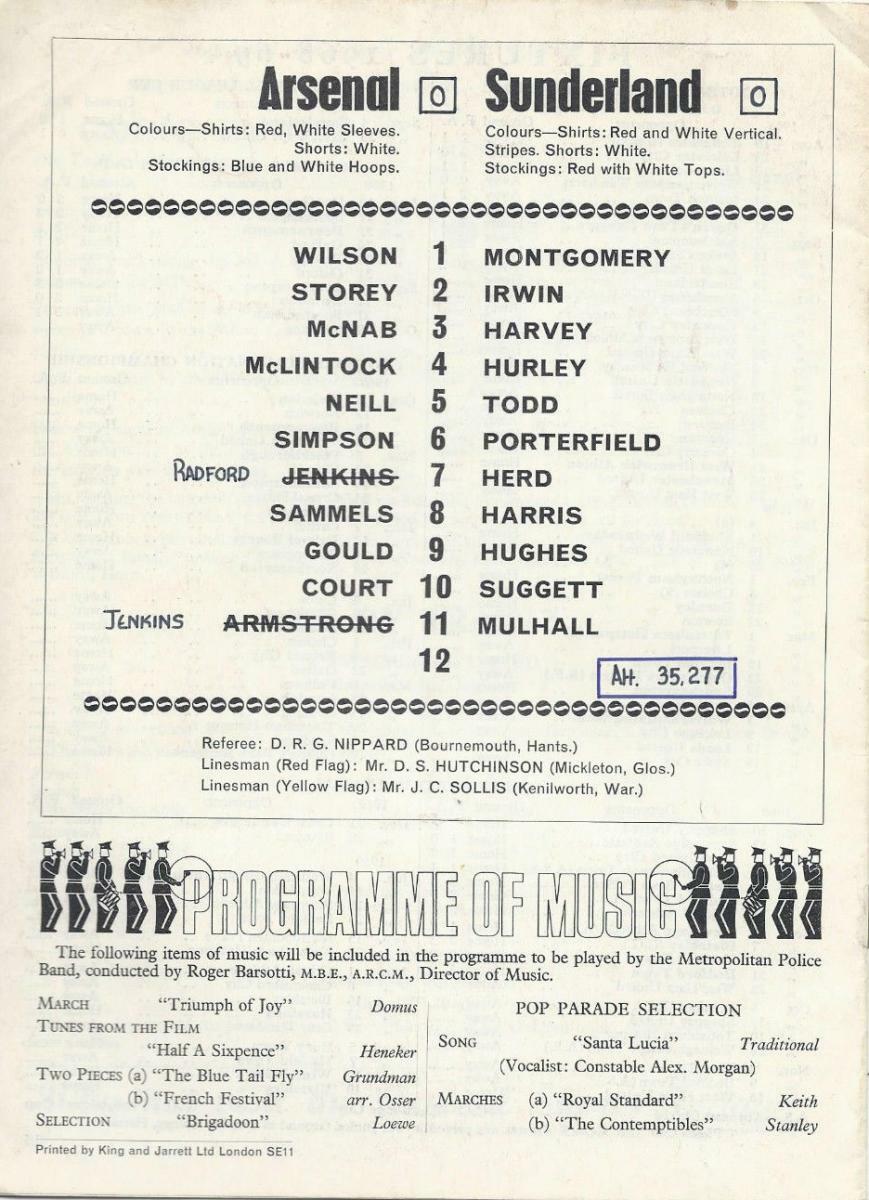 Arsenal 0 Sunderland 0
Colours—Shirts: Red, White Sleeves.
Shorts: White.
Stockings: Blue and White Hoops.
Colours—Shirts: Red and White Vertical.
Stripes. Shorts: White.
Stockings: Red with White Tops.
WILSON 1 MONTGOMERY
STOREY 2 IRWIN
McNAB 3 HARVEY
McLINTOCK 4 HURLEY
NEILL 5 TODD
SIMPSON 6 PORTERFIELD
RADFORD JENKINS 7 HERD
SAMMELS 8 HARRIS
GOULD 9 HUGHES
COURT 10 SUGGETT
JENKINS ARMSTRONG 11 MULHALL
12
Att. 35,277
Referee: D. R. G. NIPPARD (Bournemouth, Hants.)
Linesman (Red Flag): Mr. D. S. HUTCHINSON (Mickleton, Glos.)
Linesman (Yellow Flag): Mr. J. C. SOLLIS (Kenilworth, War.)
PROGRAMME OF MUSIC
The following items of music will be included in the programme to be played by the Metropolitan Police
Band, conducted by Roger Barsotti, M.B.E., A.R.C.M., Director of Music.
MARCH "Triumph of Joy" Domus
TUNES FROM THE FILM
"Half A Sixpence" Heneker
TWO PIECES (a) "The Blue Tail Fly" Grundman
(b) "French Festival" arr. Osser
SELECTION "Brigadoon" Loewe
POP PARADE SELECTION
SONG "Santa Lucia" Traditional
(Vocalist: Constable Alex. Morgan)
MARCHES (a) "Royal Standard" Keith
(b) "The Contemptibles" Stanley
Printed by King and Jarrett Ltd London SE11